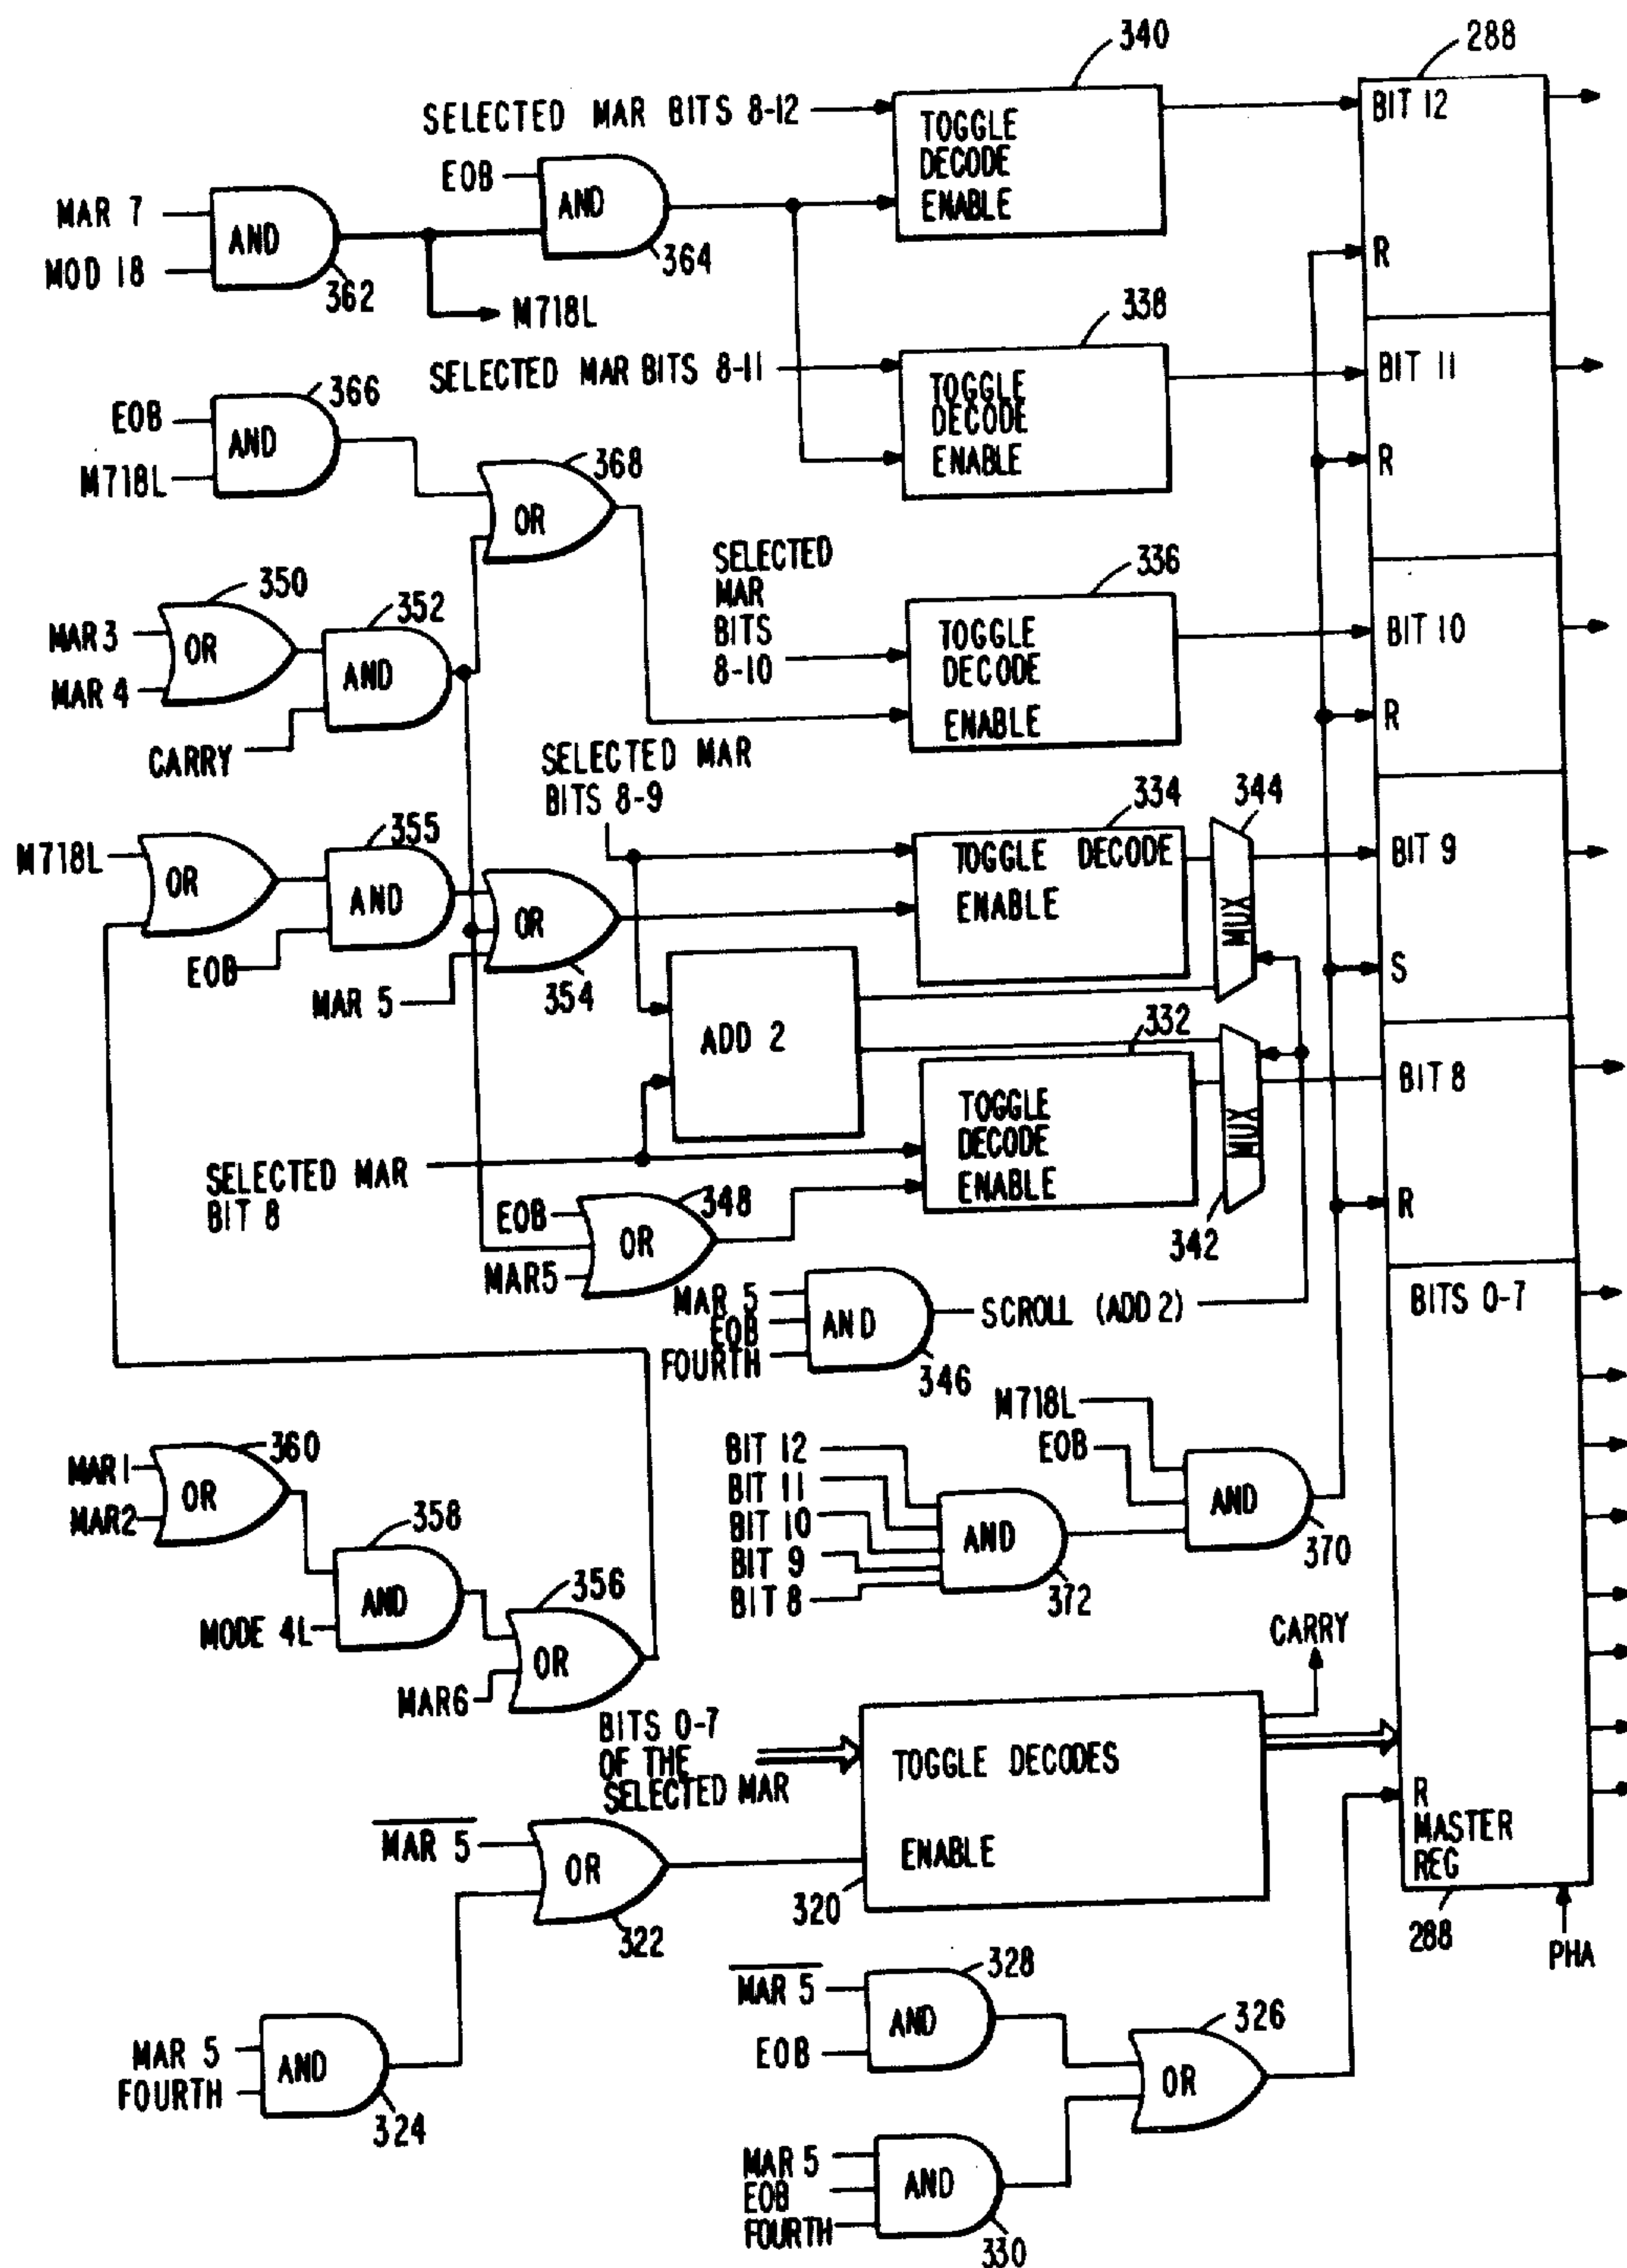 340
288
SELECTED MAR BITS 8-12
TOGGLE
DECODE
ENABLE
BIT 12
EOB
AND
364
MAR 7
MOD 18
AND
362
M718L
R
338
SELECTED MAR BITS 8-11
TOGGLE
DECODE
ENABLE
BIT 11
R
366
EOB
M718L
AND
368
OR
SELECTED
MAR
BITS
8-10
336
TOGGLE
DECODE
ENABLE
BIT 10
R
350
MAR 3
MAR 4
OR
352
AND
CARRY
SELECTED MAR
BITS 8-9
334
344
TOGGLE DECODE
ENABLE
MUX
BIT 9
S
M718L
OR
355
AND
EOB
OR
MAR 5
354
ADD 2
332
TOGGLE
DECODE
ENABLE
MUX
342
BIT 8
R
SELECTED MAR
BIT 8
348
EOB
OR
MAR5
MAR 5
EOB
FOURTH
AND
346
SCROLL (ADD 2)
BITS 0-7
M718L
EOB
AND
370
BIT 12
BIT 11
BIT 10
BIT 9
BIT 8
AND
372
360
MAR1
MAR2
OR
358
AND
MODE 4L
356
OR
MAR6
CARRY
BITS 0-7
OF THE
SELECTED MAR
TOGGLE DECODES
ENABLE
320
R
MASTER
REG
288
PHA
MAR 5
OR
322
MAR 5
FOURTH
AND
324
328
MAR 5
EOB
AND
326
OR
MAR 5
EOB
FOURTH
AND
330